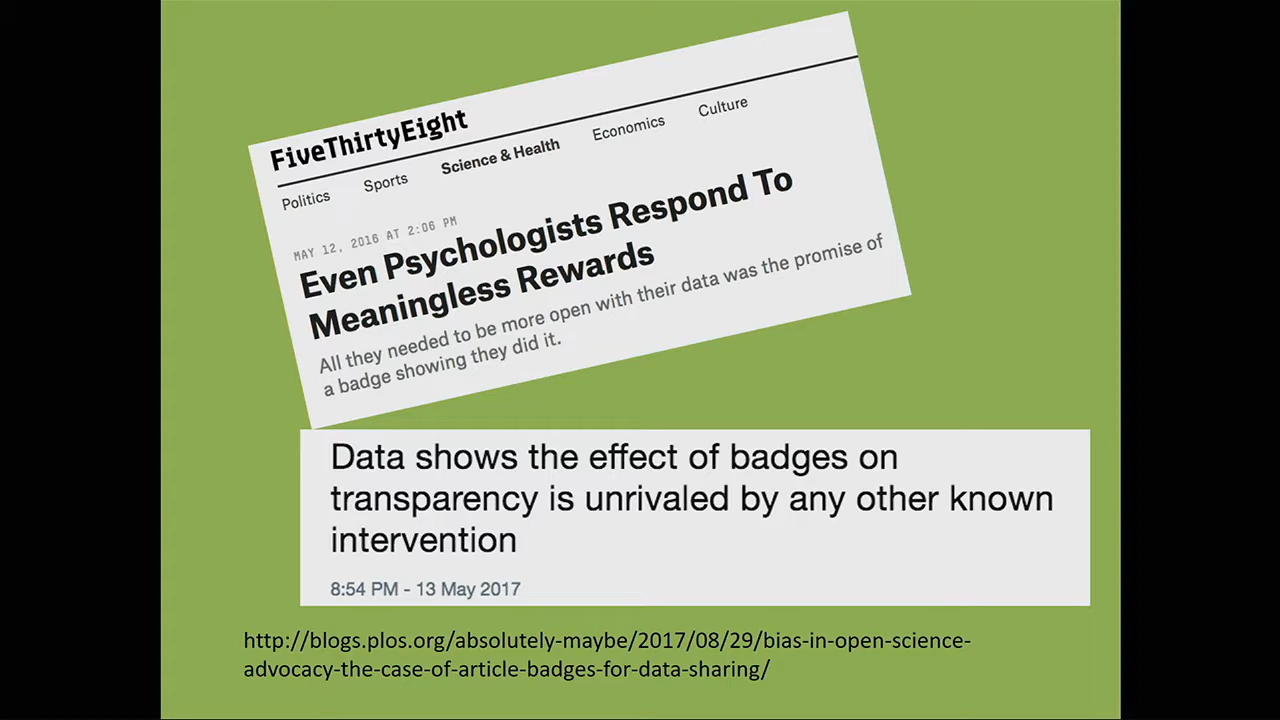 FiveThirtyEight
Politics Sports Science & Health Economics Culture
MAY 12, 2016 AT 2:06 PM
Even Psychologists Respond To
Meaningless Rewards
All they needed to be more open with their data was the promise of
a badge showing they did it.
Data shows the effect of badges on
transparency is unrivaled by any other known
intervention
8:54 PM - 13 May 2017
http://blogs.plos.org/absolutely-maybe/2017/08/29/bias-in-open-science-
advocacy-the-case-of-article-badges-for-data-sharing/